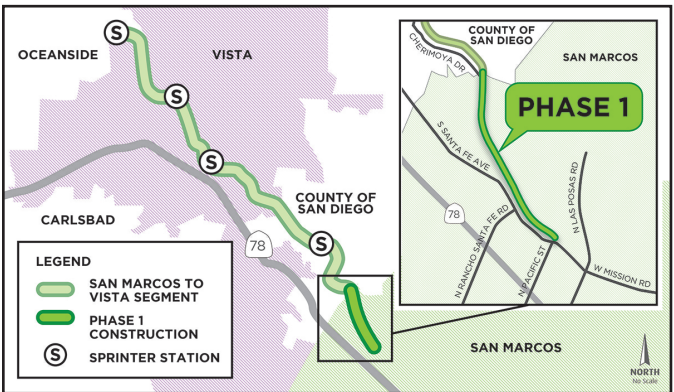 OCEANSIDE
VISTA
S
S
S
S
COUNTY OF
SAN DIEGO
CARLSBAD
78
SAN MARCOS
LEGEND
SAN MARCOS TO
VISTA SEGMENT
PHASE 1
CONSTRUCTION
S SPRINTER STATION
COUNTY OF
SAN DIEGO
SAN MARCOS
CHERIMOYA DR
PHASE 1
S SANTA FE AVE
N LAS POSAS RD
78
N RANCHO SANTA FE RD
N PACIFIC ST
W MISSION RD
NORTH
No Scale